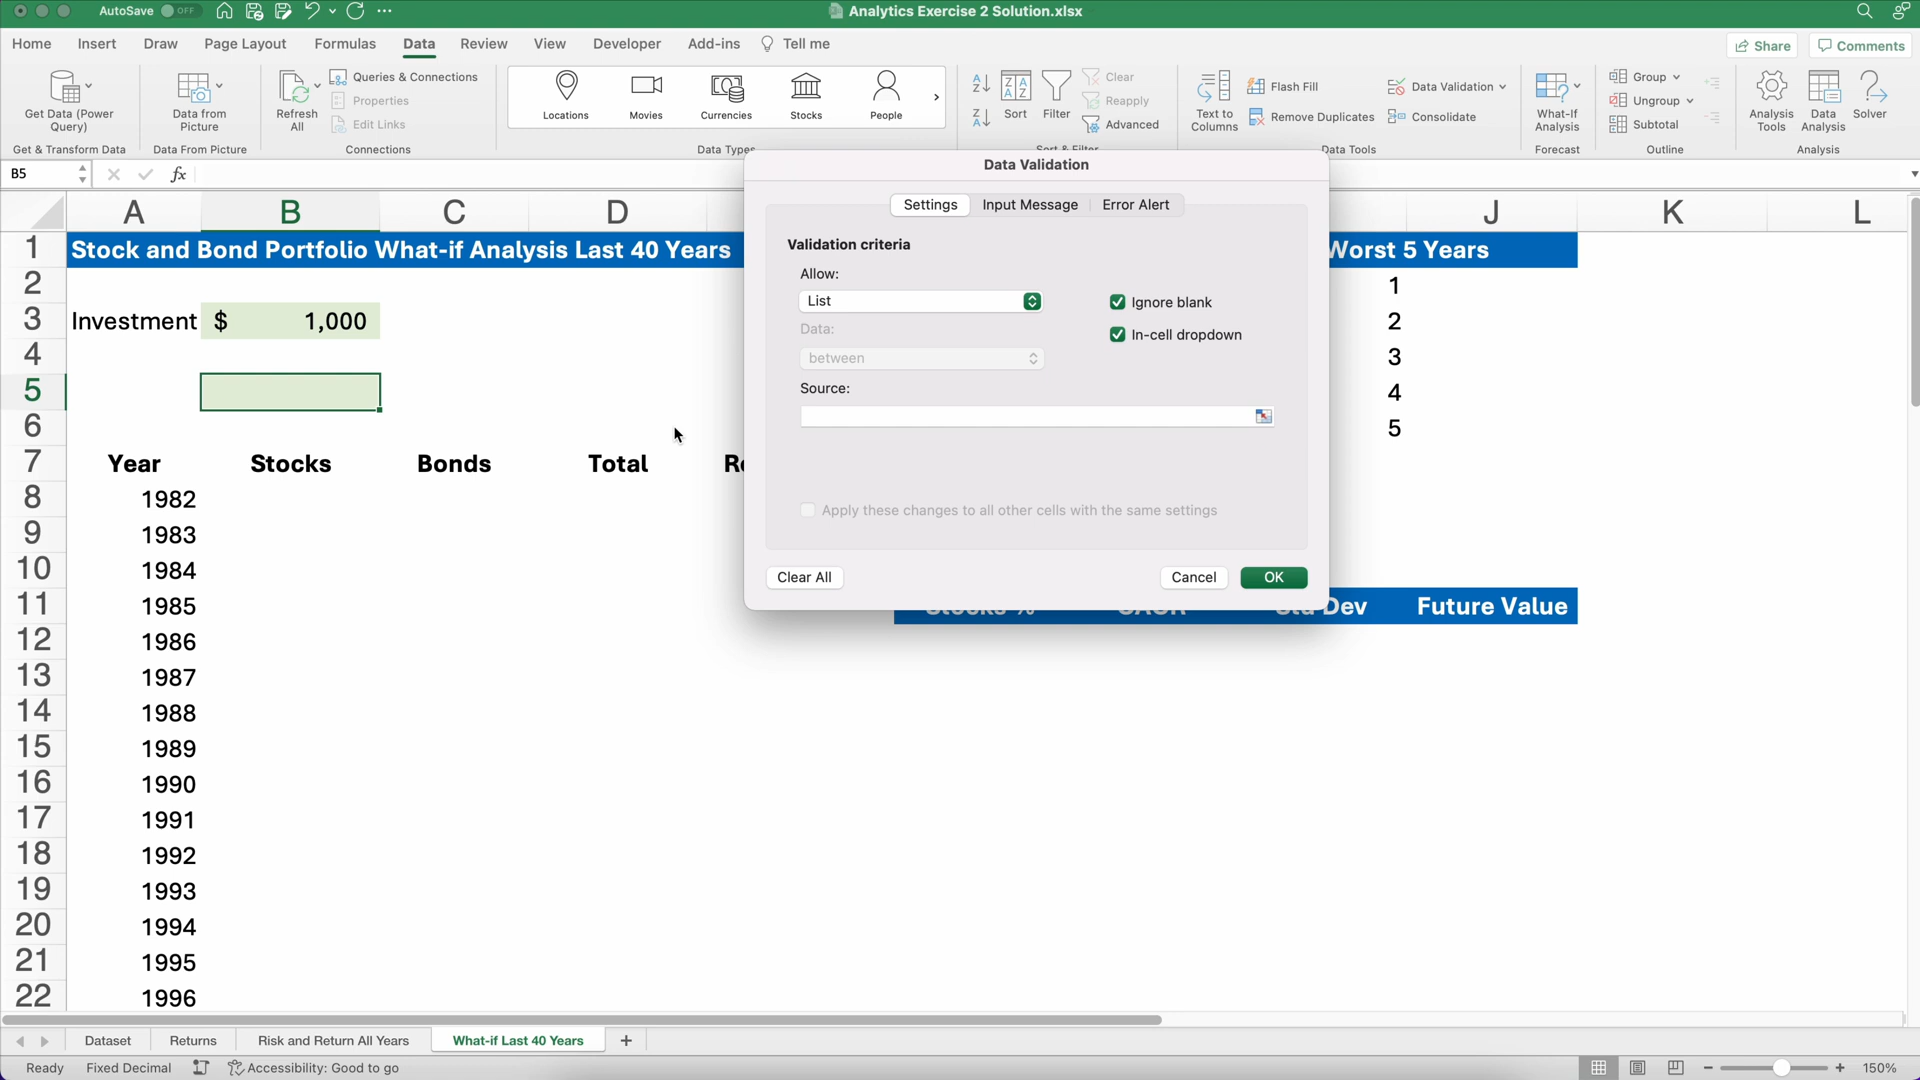 AutoSave OFF
Analytics Exercise 2 Solution.xlsx
Home Insert Draw Page Layout Formulas Data Review View Developer Add-ins Tell me Share Comments
Get Data (Power Query)
Get & Transform Data
Data from Picture
Data From Picture
Refresh All
Queries & Connections
Properties
Edit Links
Connections
Locations Movies Currencies Stocks People
Data Types
Sort Filter
Clear
Reapply
Advanced
Sort & Filter
Text to Columns
Flash Fill
Remove Duplicates
Data Validation
Consolidate
Data Tools
What-If Analysis
Forecast
Group
Ungroup
Subtotal
Outline
Analysis Tools
Data Analysis
Solver
Analysis
B5 fx
A B C D J K L
1 Stock and Bond Portfolio What-if Analysis Last 40 Years Worst 5 Years
2 1
3 Investment $ 1,000 2
4 3
5 4
6 5
7 Year Stocks Bonds Total
8 1982
9 1983
10 1984
11 1985 Future Value
12 1986
13 1987
14 1988
15 1989
16 1990
17 1991
18 1992
19 1993
20 1994
21 1995
22 1996
Data Validation
Settings Input Message Error Alert
Validation criteria
Allow:
List
Ignore blank
Data:
In-cell dropdown
between
Source:
Apply these changes to all other cells with the same settings
Clear All Cancel OK
Dataset Returns Risk and Return All Years What-if Last 40 Years +
Ready Fixed Decimal Accessibility: Good to go 150%